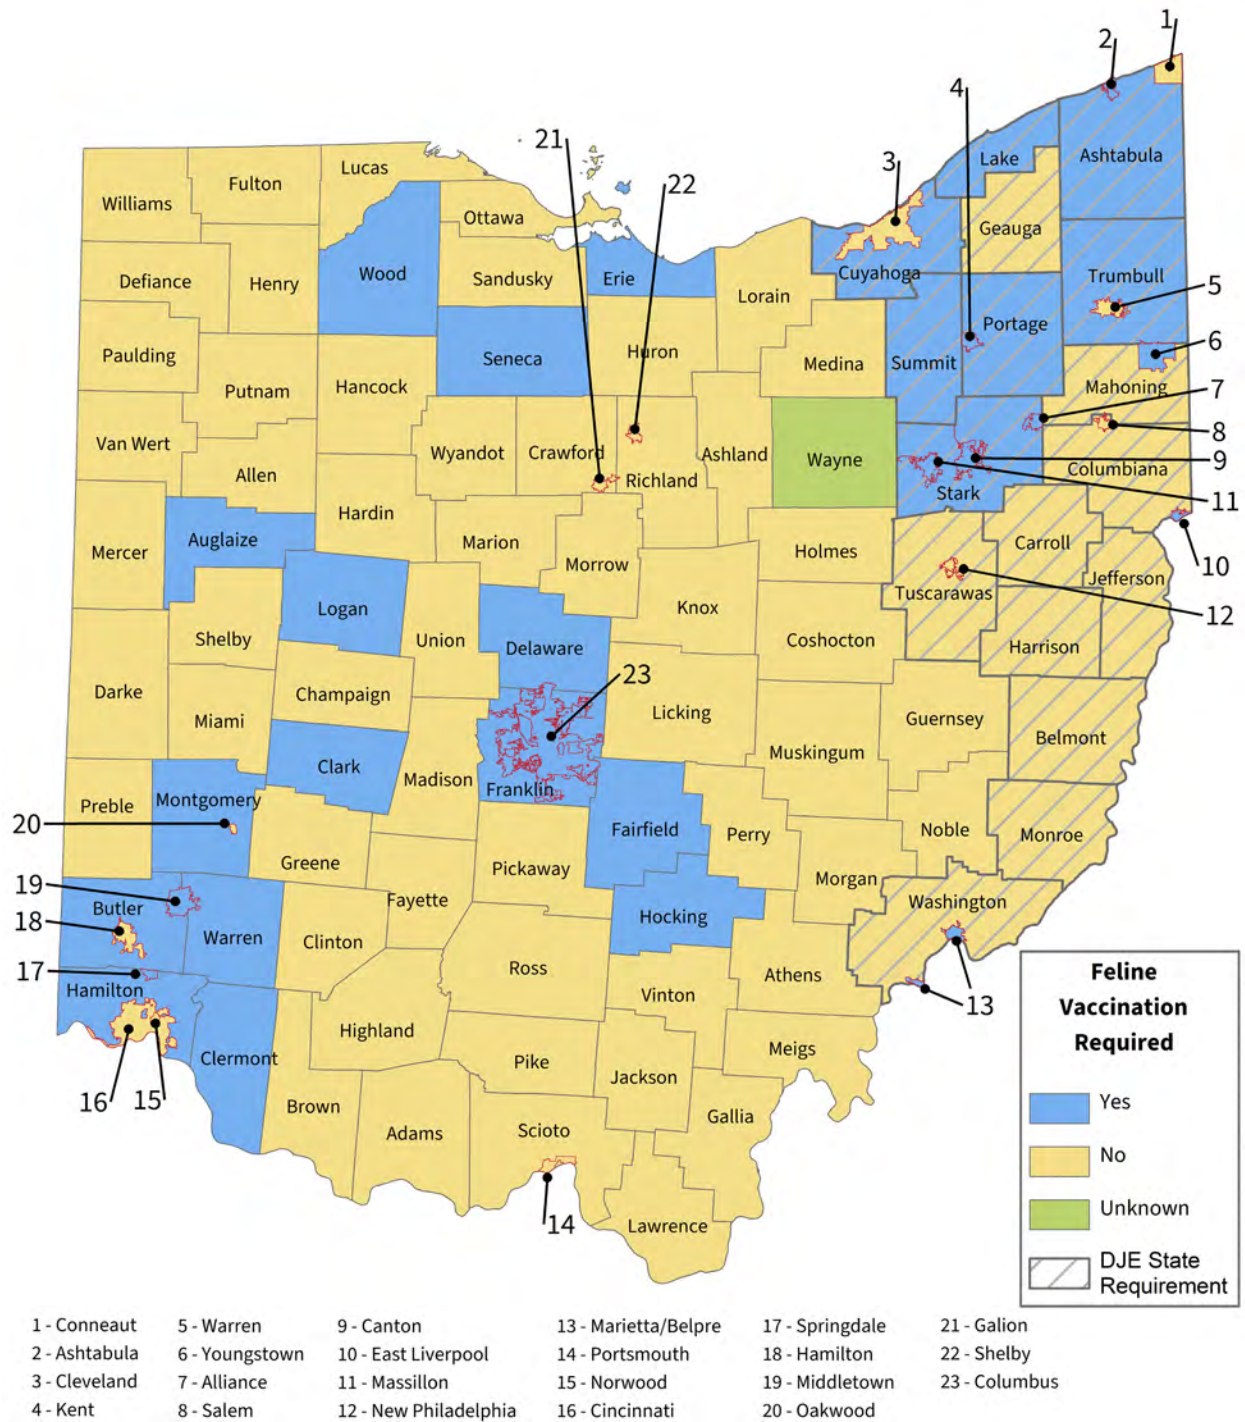 1
2
4
21
3
22
Lake
Ashtabula
Lucas
Fulton
Williams
Ottawa
Geauga
Wood
Cuyahoga
Trumbull
Defiance
Henry
Sandusky
Erie
Lorain
5
Portage
6
Paulding
Seneca
Huron
Medina
Summit
Hancock
Putnam
Mahoning
7
Van Wert
Wyandot
Crawford
Ashland
Wayne
8
Allen
Richland
Columbiana
9
Stark
11
Hardin
Auglaize
Marion
Mercer
Holmes
Carroll
Morrow
10
Jefferson
Tuscarawas
Logan
Knox
12
Shelby
Union
Delaware
Coshocton
Harrison
23
Darke
Champaign
Miami
Licking
Guernsey
Muskingum
Belmont
Clark
Madison
Franklin
Preble
Montgomery
20
Fairfield
Perry
Noble
Monroe
Greene
Pickaway
Morgan
19
Fayette
Washington
Butler
18
Hocking
Warren
Clinton
17
Ross
Athens
Hamilton
Vinton
13
Highland
Clermont
Pike
Meigs
Jackson
16
15
Brown
Adams
Scioto
Gallia
14
Lawrence
Feline
Vaccination
Required
Yes
No
Unknown
DJE State
Requirement
1 - Conneaut
2 - Ashtabula
3 - Cleveland
4 - Kent
5 - Warren
6 - Youngstown
7 - Alliance
8 - Salem
9 - Canton
10 - East Liverpool
11 - Massillon
12 - New Philadelphia
13 - Marietta/Belpre
14 - Portsmouth
15 - Norwood
16 - Cincinnati
17 - Springdale
18 - Hamilton
19 - Middletown
20 - Oakwood
21 - Galion
22 - Shelby
23 - Columbus